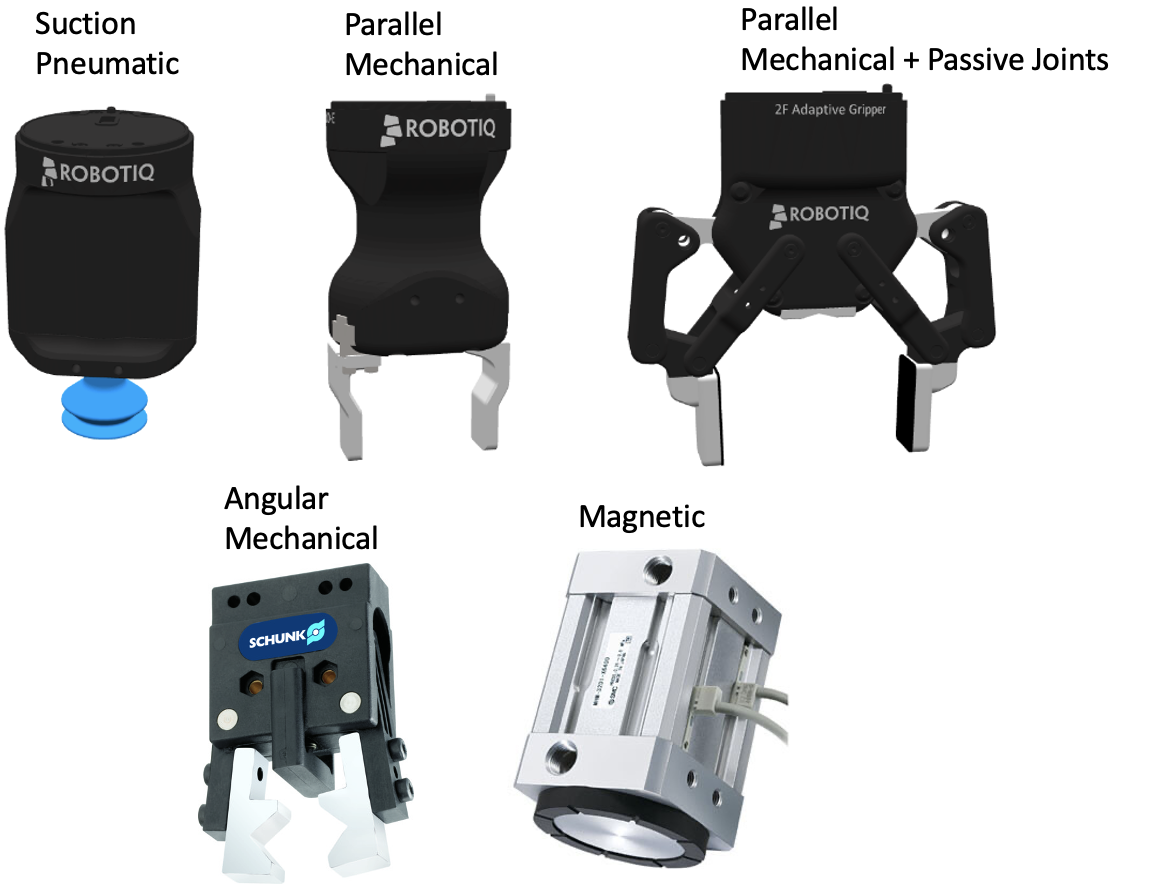 Suction
Pneumatic
Parallel
Mechanical
Parallel
Mechanical + Passive Joints
ROBOTIQ
ROBOTIQ
2F Adaptive Gripper
ROBOTIQ
Angular
Mechanical
Magnetic
SCHUNK